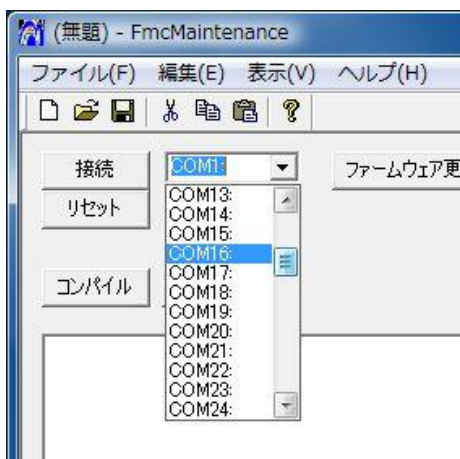 (無題) - FmcMaintenance
ファイル(F) 編集(E) 表示(V) ヘルプ(H)
接続 COM1: ファームウェア更
リセット
コンパイル
COM13:
COM14:
COM15:
COM16:
COM17:
COM18:
COM19:
COM20:
COM21:
COM22:
COM23:
COM24: